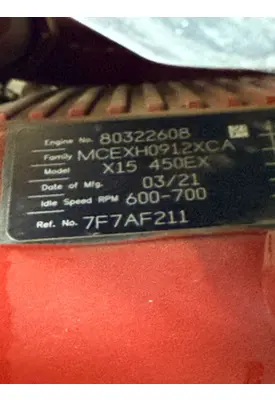 Engine No. 80322608
Family MCEXH0912XCA
Model X15 450EX
Date of Mfg. 03/21
Idle Speed RPM 600-700
Ref. No. 7F7AF211